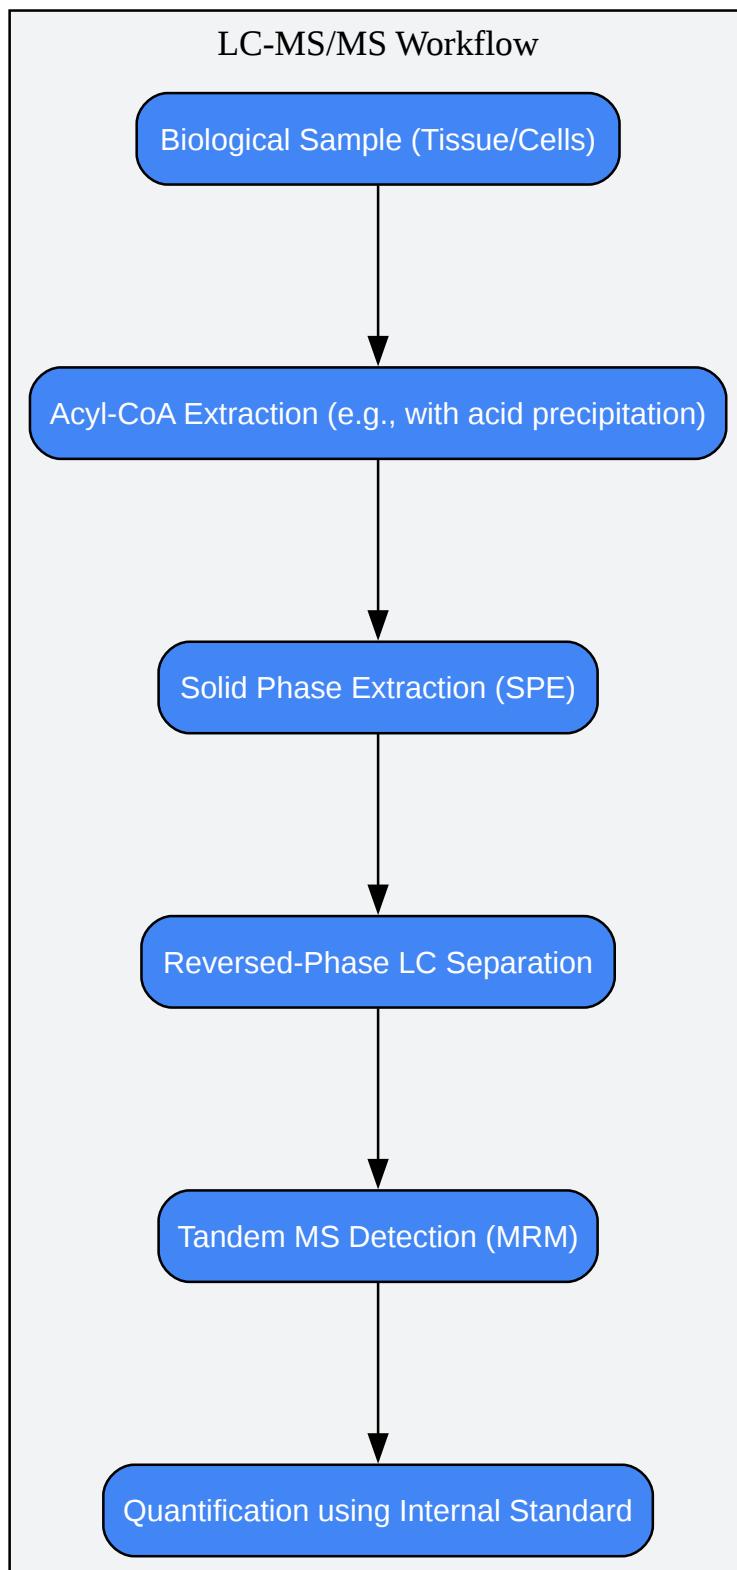 LC-MS/MS Workflow
Biological Sample (Tissue/Cells)
Acyl-CoA Extraction (e.g., with acid precipitation)
Solid Phase Extraction (SPE)
Reversed-Phase LC Separation
Tandem MS Detection (MRM)
Quantification using Internal Standard